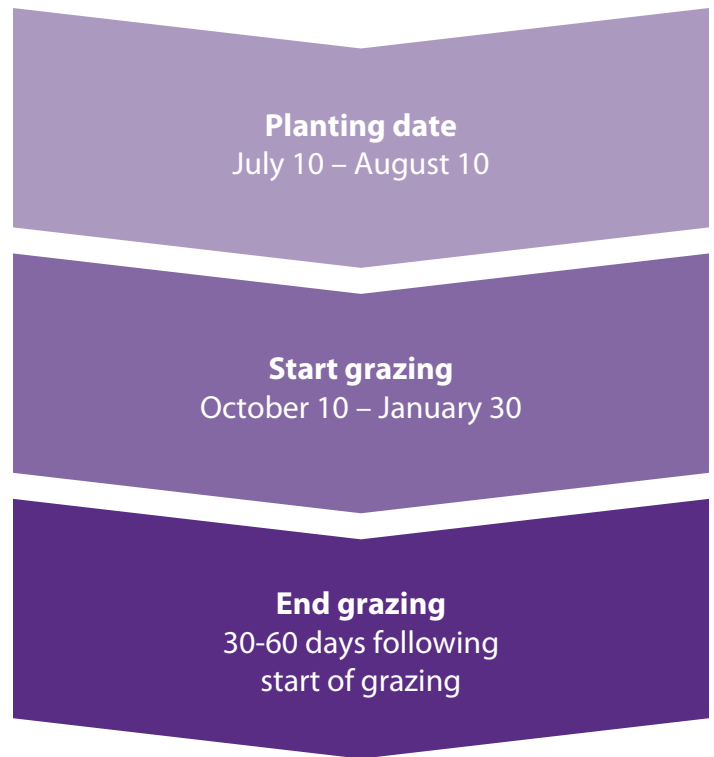 Planting date
July 10 – August 10
Start grazing
October 10 – January 30
End grazing
30-60 days following
start of grazing